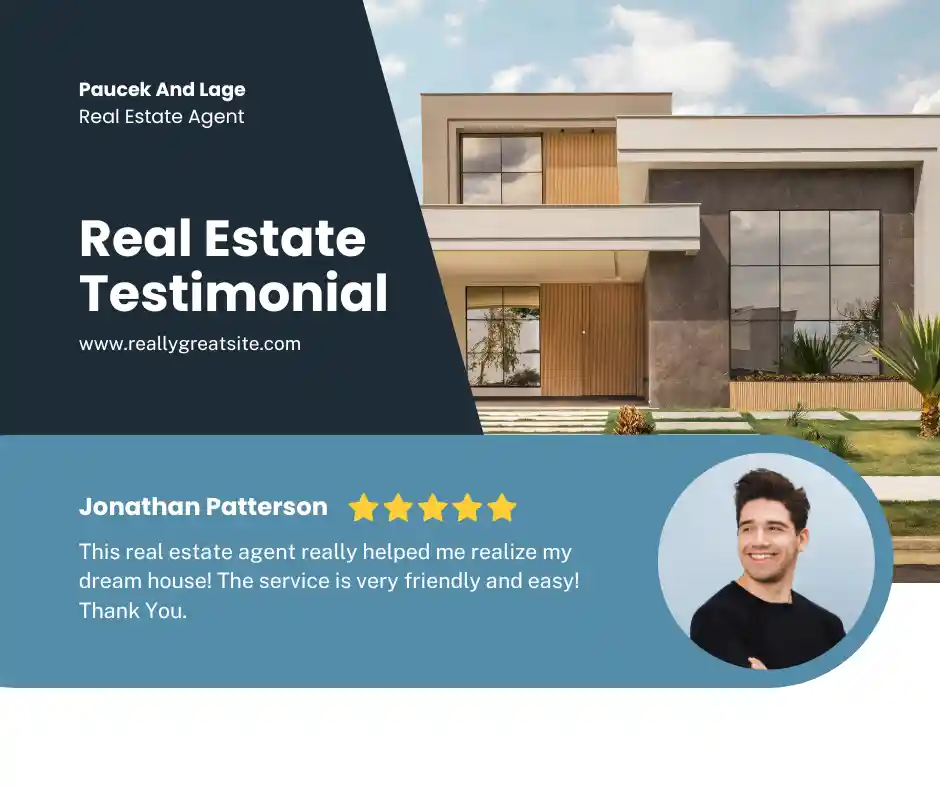 Paucek And Lage
Real Estate Agent
Real Estate
Testimonial
www.reallygreatsite.com
Jonathan Patterson
This real estate agent really helped me realize my
dream house! The service is very friendly and easy!
Thank You.